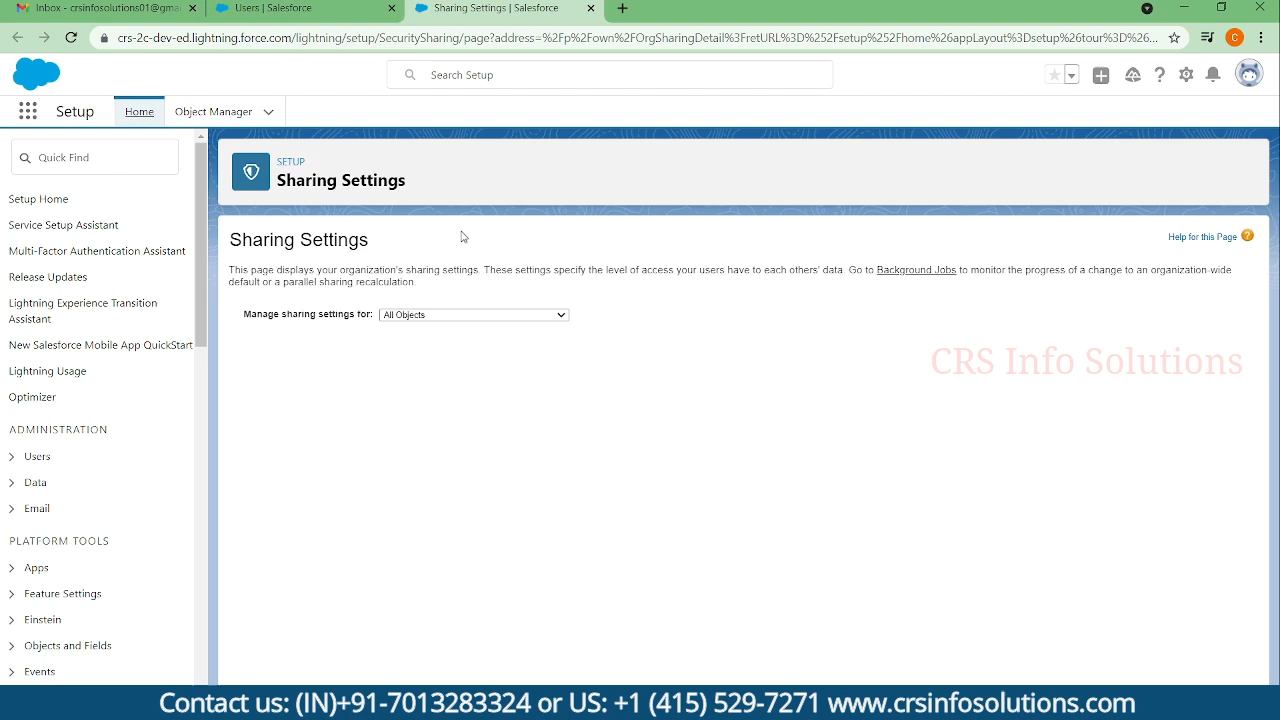 Inbox - crsinfosolutions01@gmai
Users | Salesforce
Sharing Settings | Salesforce
crs-2c-dev-ed.lightning.force.com/lightning/setup/SecuritySharing/page?address=%2Fp%2Fown%2FOrgSharingDetail%3FretURL%3D%252Fsetup%252Fhome%26appLayout%3Dsetup%26tour%3D%26...
C
Search Setup
Setup
Home
Object Manager
Quick Find
Setup Home
Service Setup Assistant
Multi-Factor Authentication Assistant
Release Updates
Lightning Experience Transition
Assistant
New Salesforce Mobile App QuickStart
Lightning Usage
Optimizer
ADMINISTRATION
Users
Data
Email
PLATFORM TOOLS
Apps
Feature Settings
Einstein
Objects and Fields
Events
SETUP
Sharing Settings
Sharing Settings
Help for this Page
This page displays your organization's sharing settings. These settings specify the level of access your users have to each others' data. Go to Background Jobs to monitor the progress of a change to an organization-wide
default or a parallel sharing recalculation.
Manage sharing settings for: All Objects
CRS Info Solutions
Contact us: (IN)+91-7013283324 or US: +1 (415) 529-7271 www.crsinfosolutions.com